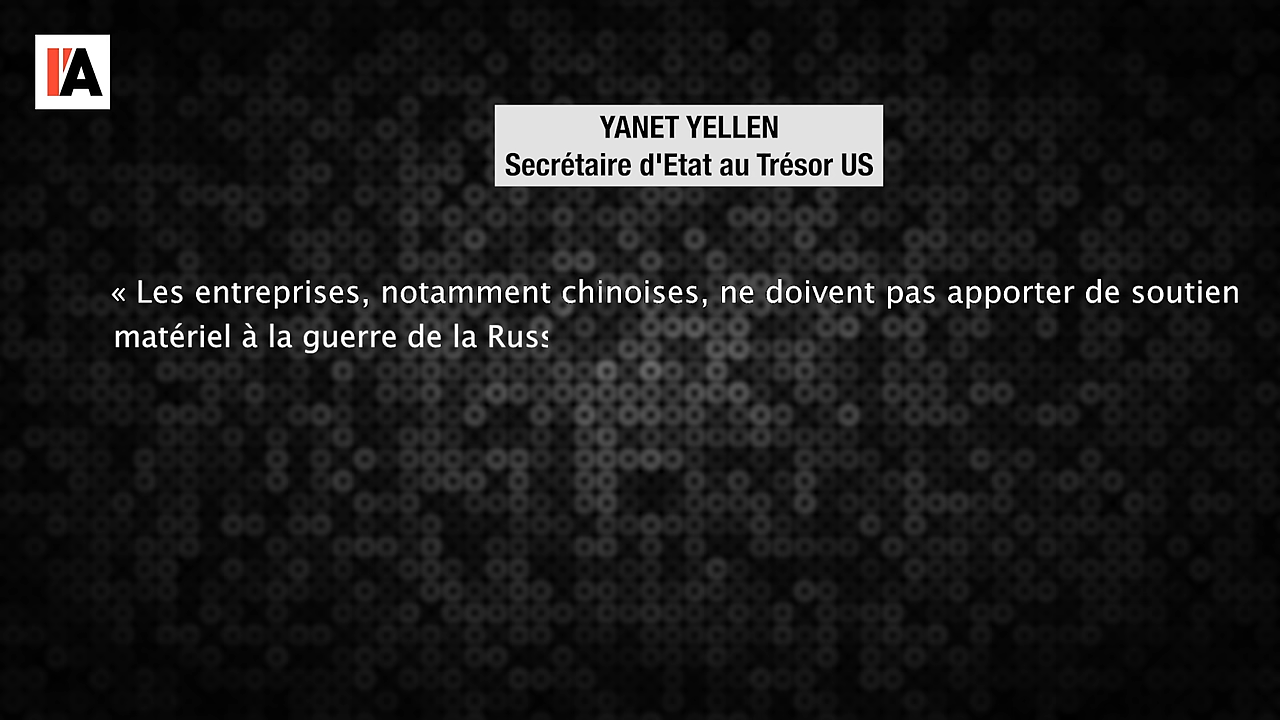 l'A
YANET YELLEN
Secrétaire d'Etat au Trésor US
« Les entreprises, notamment chinoises, ne doivent pas apporter de soutien
matériel à la guerre de la Russ